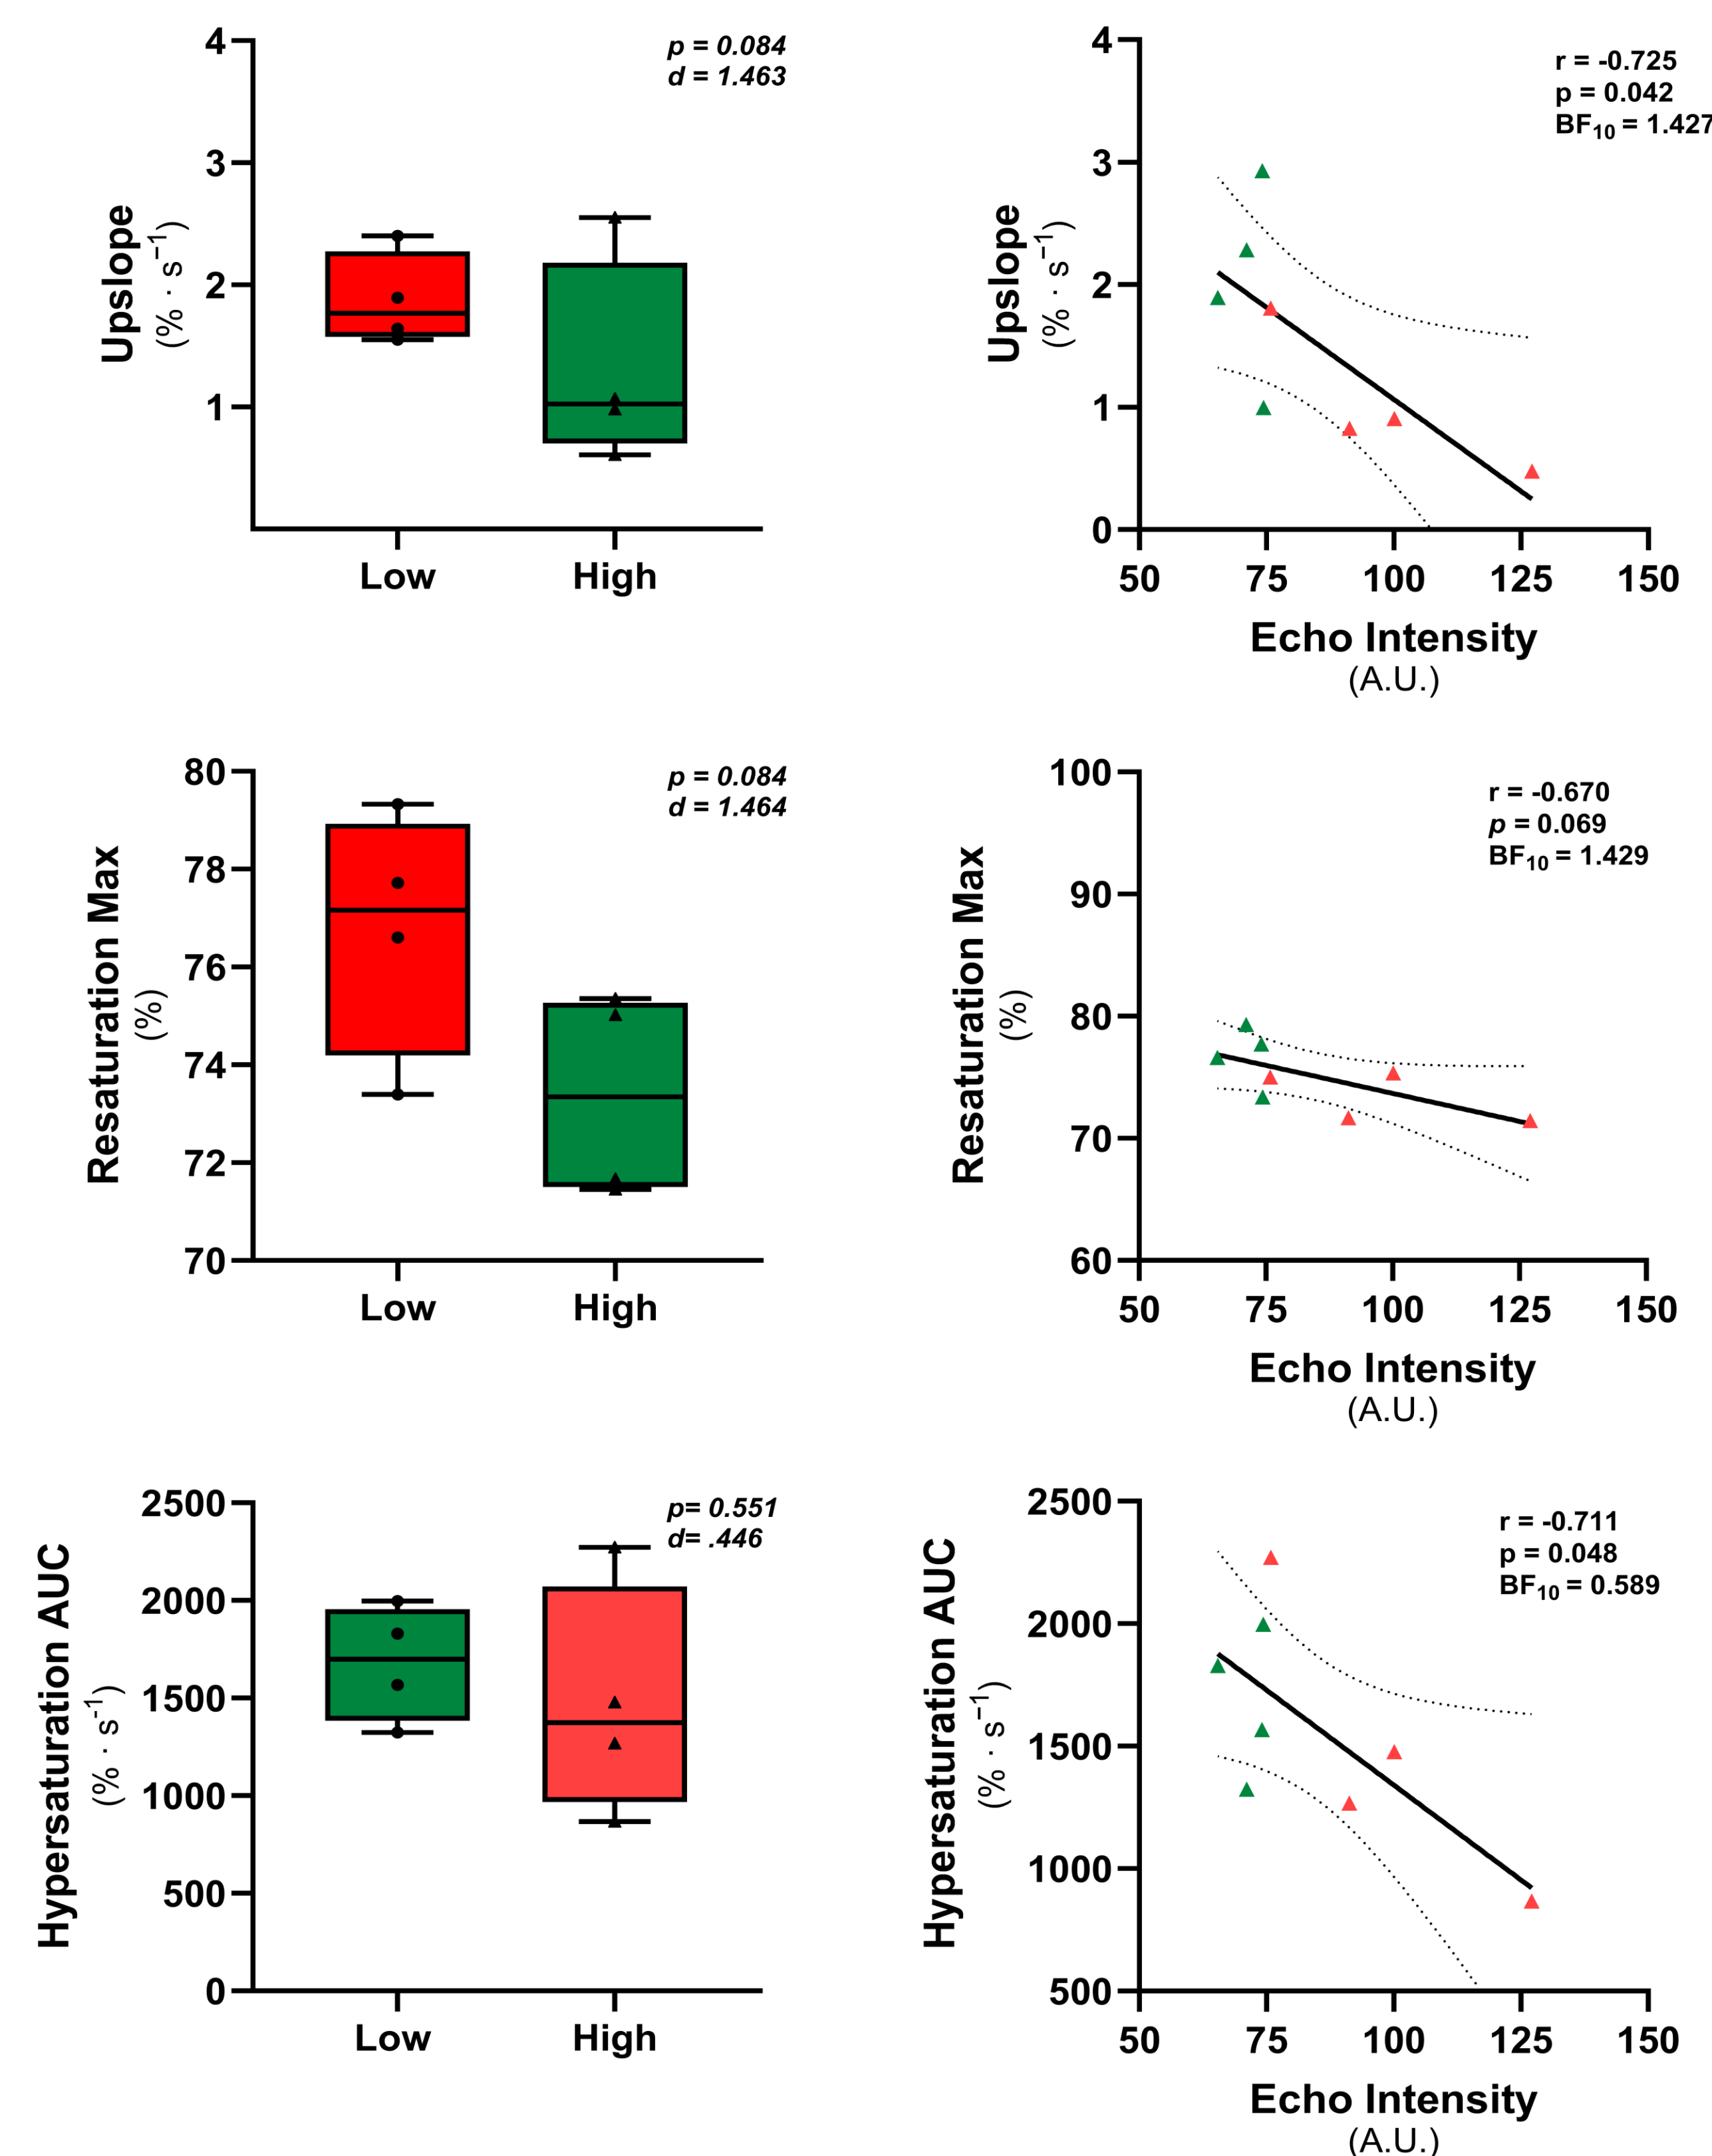 Upslope
(% · s⁻¹)
4
3
2
1
p = 0.084
d = 1.463
Low High
Upslope
(% · s⁻¹)
4
3
2
1
0
r = -0.725
p = 0.042
BF₁₀ = 1.427
50 75 100 125 150
Echo Intensity
(A.U.)
Resaturation Max
(%)
80
78
76
74
72
70
p = 0.084
d = 1.464
Low High
Resaturation Max
(%)
100
90
80
70
60
r = -0.670
p = 0.069
BF₁₀ = 1.429
50 75 100 125 150
Echo Intensity
(A.U.)
Hypersaturation AUC
(% · s⁻¹)
2500
2000
1500
1000
500
0
p= 0.551
d= .446
Low High
Hypersaturation AUC
(% · s⁻¹)
2500
2000
1500
1000
500
r = -0.711
p = 0.048
BF₁₀ = 0.589
50 75 100 125 150
Echo Intensity
(A.U.)